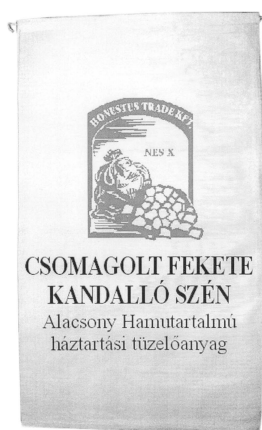 HONESTUS TRADE KFT.
NES X
CSOMAGOLT FEKETE
KANDALLÓ SZÉN
Alacsony Hamutartalmú
háztartási tüzelőanyag